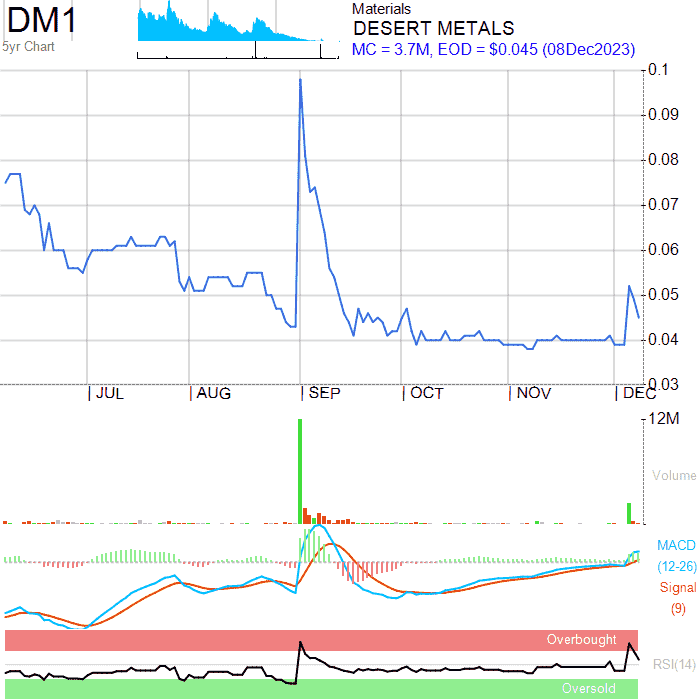 DM1
5yr Chart
Materials
DESERT METALS
MC = 3.7M, EOD = $0.045 (08Dec2023)
0.1
0.09
0.08
0.07
0.06
0.05
0.04
0.03
JUL AUG SEP OCT NOV DEC
12M
Volume
MACD
(12-26)
Signal
(9)
Overbought
RSI(14)
Oversold